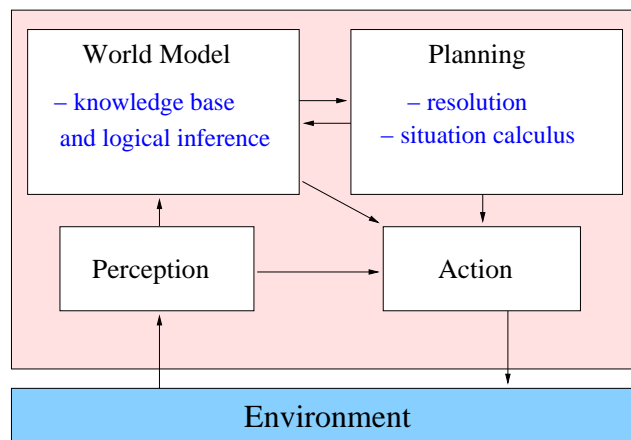 World Model
– knowledge base
and logical inference
Planning
– resolution
– situation calculus
Perception
Action
Environment